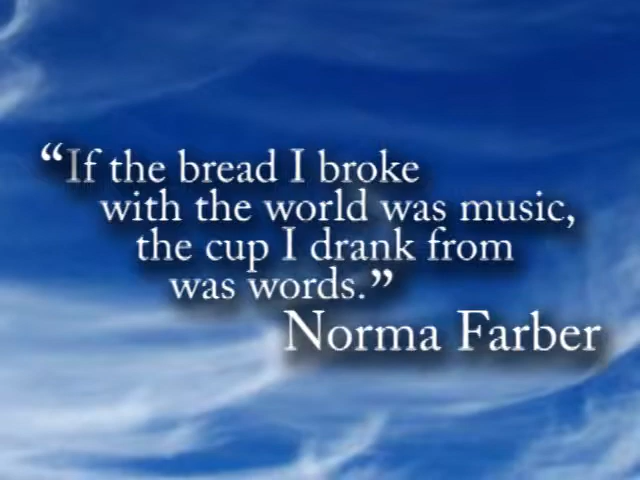 “If the bread I broke
with the world was music,
the cup I drank from
was words.”
Norma Farber